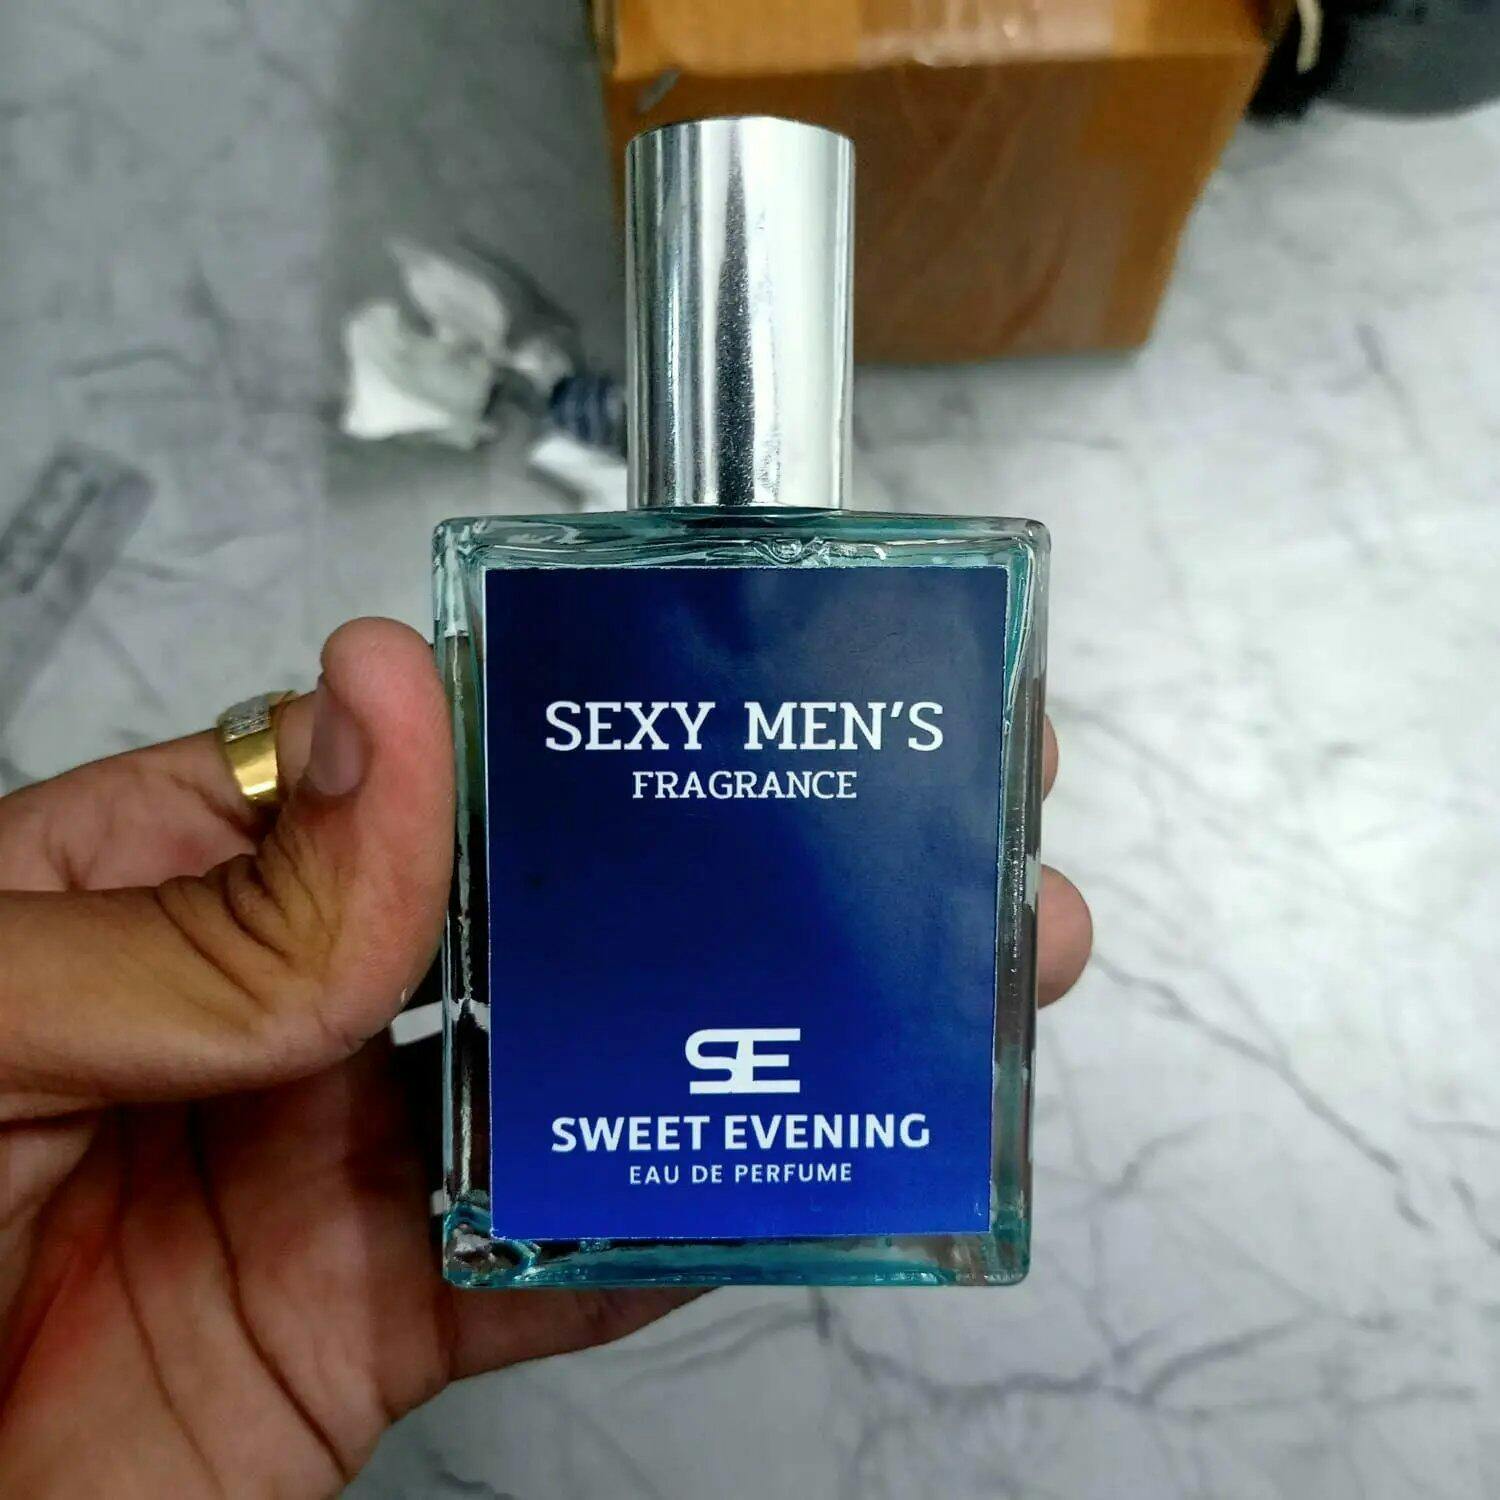 SEXY MEN'S
FRAGRANCE
SE
SWEET EVENING
EAU DE PERFUME